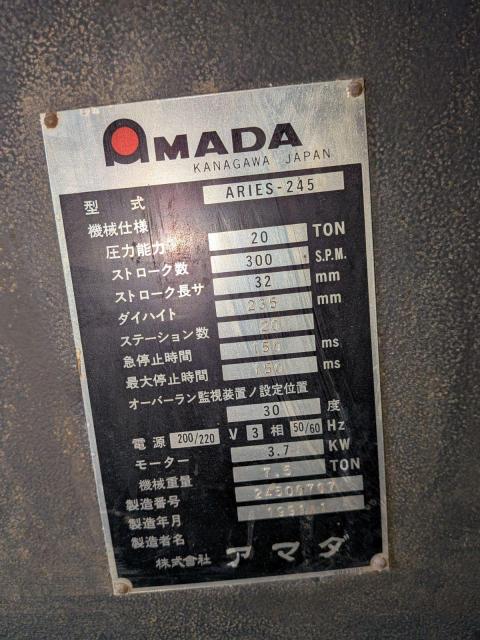 AMADA
KANAGAWA JAPAN
型式 ARIES-245
機械仕様
圧力能力 20 TON
ストローク数 300 S.P.M.
ストローク長サ 32 mm
ダイハイト 235 mm
ステーション数 20
急停止時間 150 ms
最大停止時間 ms
オーバーラン監視装置ノ設定位置
30 度
電源 200/220 V 3 相 50/60 Hz
モーター 3.7 KW
機械重量 7.5 TON
製造番号
製造年月
製造者名
株式会社 アマダ